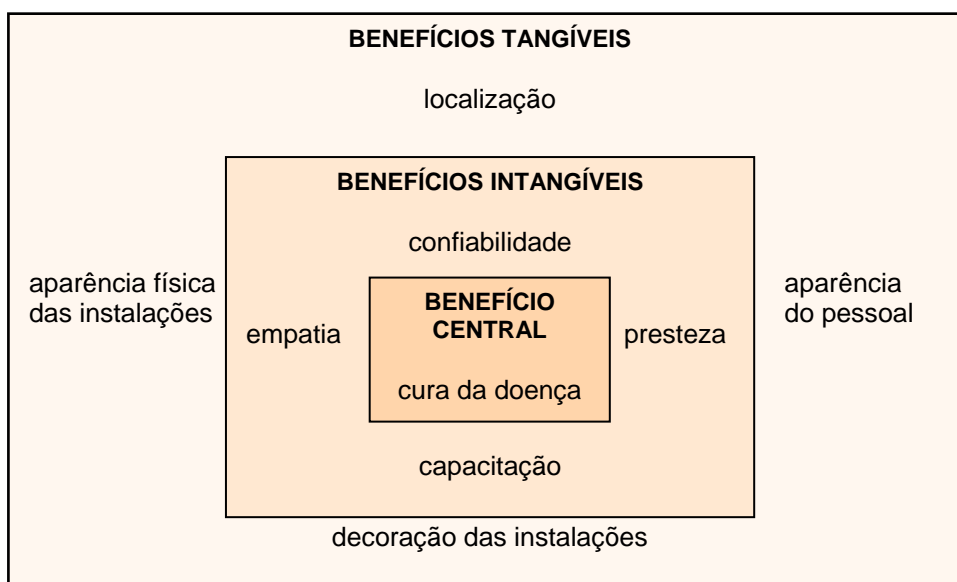 BENEFÍCIOS TANGÍVEIS
localização
BENEFÍCIOS INTANGÍVEIS
confiabilidade
aparência física
das instalações
empatia
BENEFÍCIO
CENTRAL
cura da doença
presteza
aparência
do pessoal
capacitação
decoração das instalações